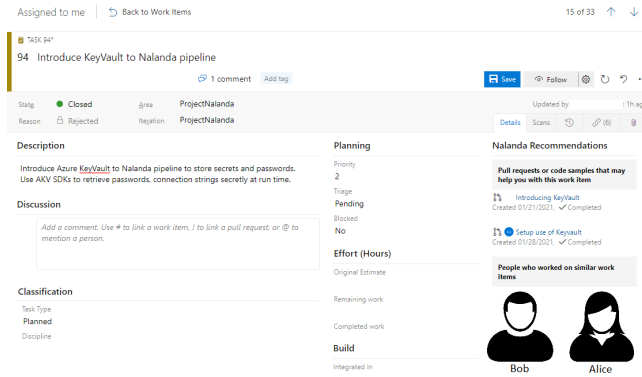 Assigned to me
Back to Work Items
15 of 33
TASK 94*
94 Introduce KeyVault to Nalanda pipeline
1 comment
Add tag
Save
Follow
State
Closed
Area
ProjectNalanda
Updated by : 1h ag
Reason
Rejected
Iteration
ProjectNalanda
Details
Scans
(6)
Description
Introduce Azure KeyVault to Nalanda pipeline to store secrets and passwords.
Use AKV SDKs to retrieve passwords, connection strings secretly at run time.
Discussion
Add a comment. Use # to link a work item, ! to link a pull request, or @ to
mention a person.
Classification
Task Type
Planned
Discipline
Planning
Priority
2
Triage
Pending
Blocked
No
Effort (Hours)
Original Estimate
Remaining work
Completed work
Build
Integrated In
Nalanda Recommendations
Pull requests or code samples that may
help you with this work item
Introducing KeyVault
Created 01/21/2021, Completed
Setup use of Keyvault
Created 01/28/2021, Completed
People who worked on similar work
items
Bob
Alice